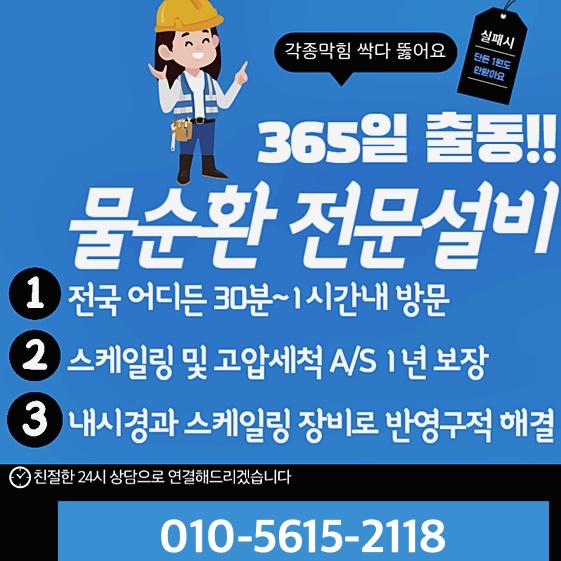 각종막힘 싹다 뚫어요
실패시
단돈 1원도
안받아요
365일 출동!!
물순환 전문설비
1 전국 어디든 30분~1시간내 방문
2 스케일링 및 고압세척 A/S 1년 보장
3 내시경과 스케일링 장비로 반영구적 해결
친절한 24시 상담으로 연결해드리겠습니다
010-5615-2118